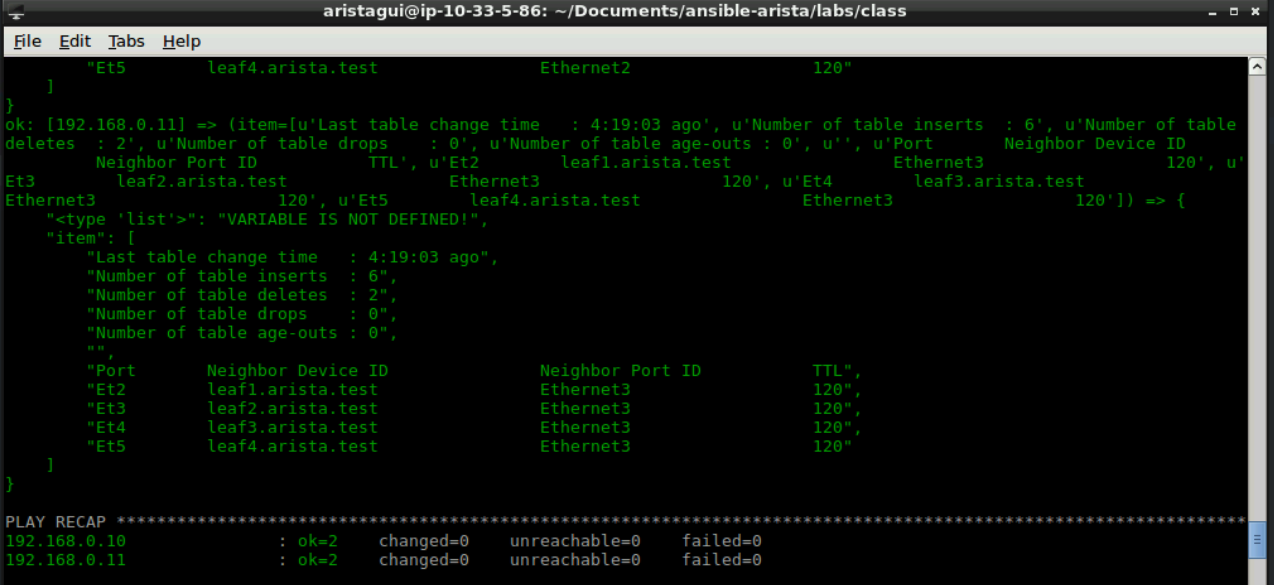 aristagui@ip-10-33-5-86: ~/Documents/ansible-arista/labs/class
File Edit Tabs Help
        "Et5       leaf4.arista.test                Ethernet2                  120"
    ]
}
ok: [192.168.0.11] => (item=[u'Last table change time   : 4:19:03 ago', u'Number of table inserts  : 6', u'Number of table
deletes  : 2', u'Number of table drops    : 0', u'Number of table age-outs : 0', u'', u'Port       Neighbor Device ID
         Neighbor Port ID           TTL', u'Et2        leaf1.arista.test                Ethernet3                  120', u'
Et3        leaf2.arista.test                Ethernet3                  120', u'Et4        leaf3.arista.test
Ethernet3                  120', u'Et5        leaf4.arista.test                Ethernet3                  120']) => {
    "<type 'list'>": "VARIABLE IS NOT DEFINED!",
    "item": [
        "Last table change time   : 4:19:03 ago",
        "Number of table inserts  : 6",
        "Number of table deletes  : 2",
        "Number of table drops    : 0",
        "Number of table age-outs : 0",
        "",
        "Port       Neighbor Device ID               Neighbor Port ID           TTL",
        "Et2        leaf1.arista.test                Ethernet3                  120",
        "Et3        leaf2.arista.test                Ethernet3                  120",
        "Et4        leaf3.arista.test                Ethernet3                  120",
        "Et5        leaf4.arista.test                Ethernet3                  120"
    ]
}
PLAY RECAP *****************************************************************************************************************
192.168.0.10               : ok=2    changed=0    unreachable=0    failed=0
192.168.0.11               : ok=2    changed=0    unreachable=0    failed=0